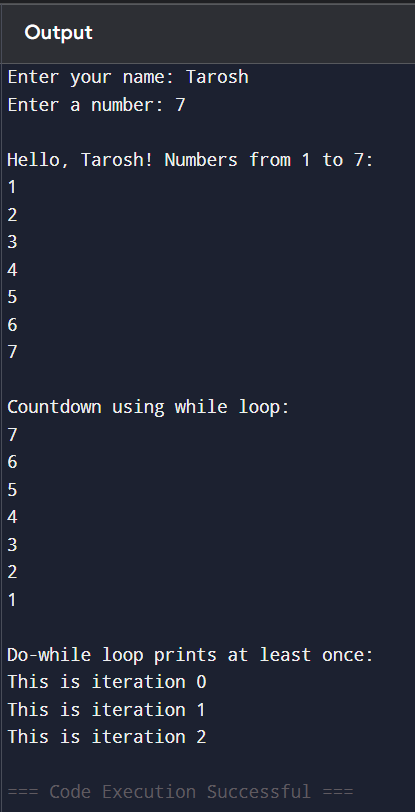 Output
Enter your name: Tarosh
Enter a number: 7
Hello, Tarosh! Numbers from 1 to 7:
1
2
3
4
5
6
7
Countdown using while loop:
7
6
5
4
3
2
1
Do-while loop prints at least once:
This is iteration 0
This is iteration 1
This is iteration 2
=== Code Execution Successful ===